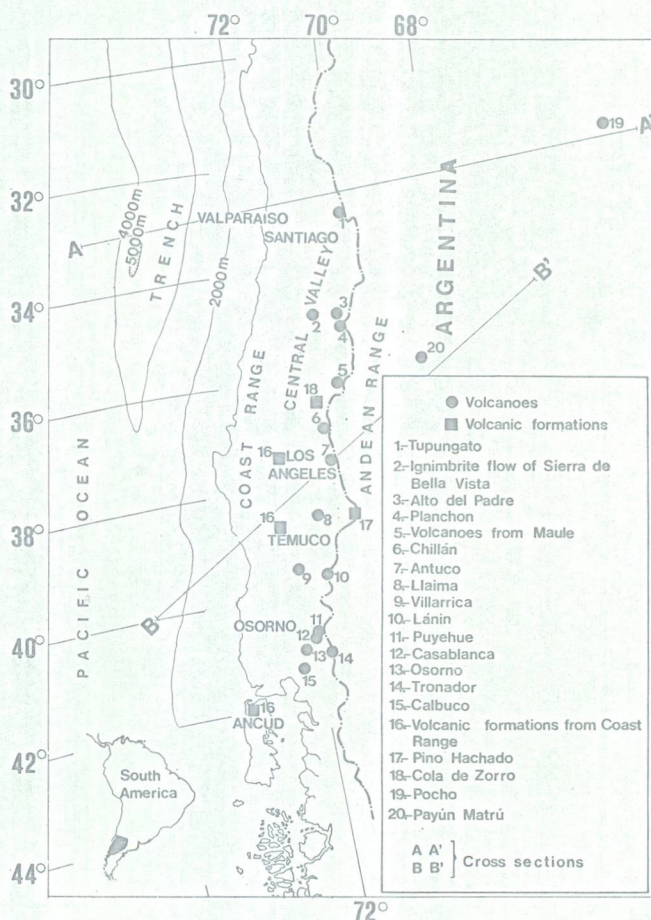 72° 70° 68°
30°
32°
34°
36°
38°
40°
42°
44°
72°
PACIFIC OCEAN
TRENCH
4000m
<5000m
2000m
A
A'
B
B'
VALPARAISO
SANTIAGO
COAST RANGE
CENTRAL VALLEY
ANDEAN RANGE
ARGENTINA
LOS
ANGELES
TEMUCO
OSORNO
ANCUD
1
2
3
4
5
18
6
7
16
16
8
17
9
10
11
12
13
14
15
16
19
20
South
America
Volcanoes
Volcanic formations
1.-Tupungato
2.-Ignimbrite flow of Sierra de
Bella Vista
3.-Alto del Padre
4.-Planchon
5.-Volcanoes from Maule
6.-Chillán
7.-Antuco
8.-Llaima
9.-Villarrica
10.-Lánin
11.-Puyehue
12.-Casablanca
13.-Osorno
14.-Tronador
15.-Calbuco
16.-Volcanic formations from Coast
Range
17.-Pino Hachado
18.-Cola de Zorro
19.-Pocho
20.-Payún Matrú
A A'
B B' } Cross sections